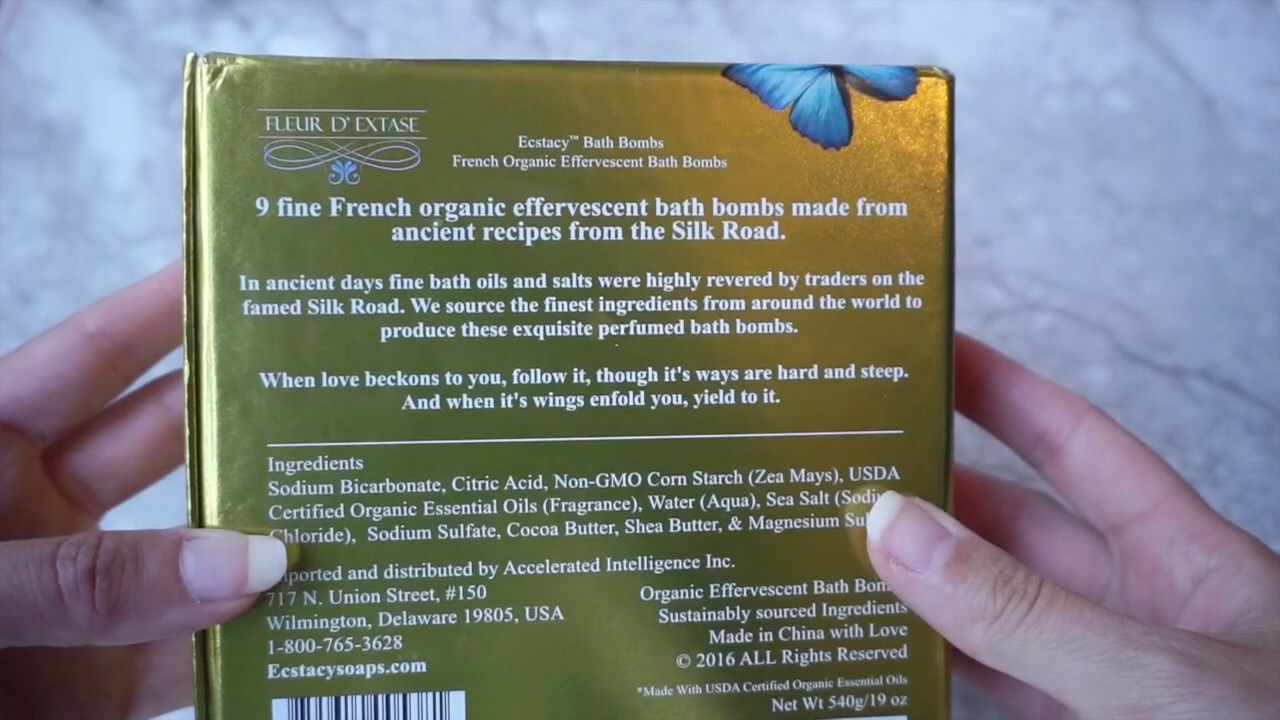 FLEUR D' EXTASE
Ecstacy™ Bath Bombs
French Organic Effervescent Bath Bombs
9 fine French organic effervescent bath bombs made from
ancient recipes from the Silk Road.
In ancient days fine bath oils and salts were highly revered by traders on the
famed Silk Road. We source the finest ingredients from around the world to
produce these exquisite perfumed bath bombs.
When love beckons to you, follow it, though it's ways are hard and steep.
And when it's wings enfold you, yield to it.
Ingredients
Sodium Bicarbonate, Citric Acid, Non-GMO Corn Starch (Zea Mays), USDA
Certified Organic Essential Oils (Fragrance), Water (Aqua), Sea Salt
Chloride), Sodium Sulfate, Cocoa Butter, Shea Butter, & Magnesium
and distributed by Accelerated Intelligence Inc.
717 N. Union Street, #150
Wilmington, Delaware 19805, USA
1-800-765-3628
Ecstacysoaps.com
Organic Effervescent Bath
Sustainably sourced Ingredients
Made in China with Love
© 2016 ALL Rights Reserved
*Made With USDA Certified Organic Essential Oils
Net Wt 540g/19 oz